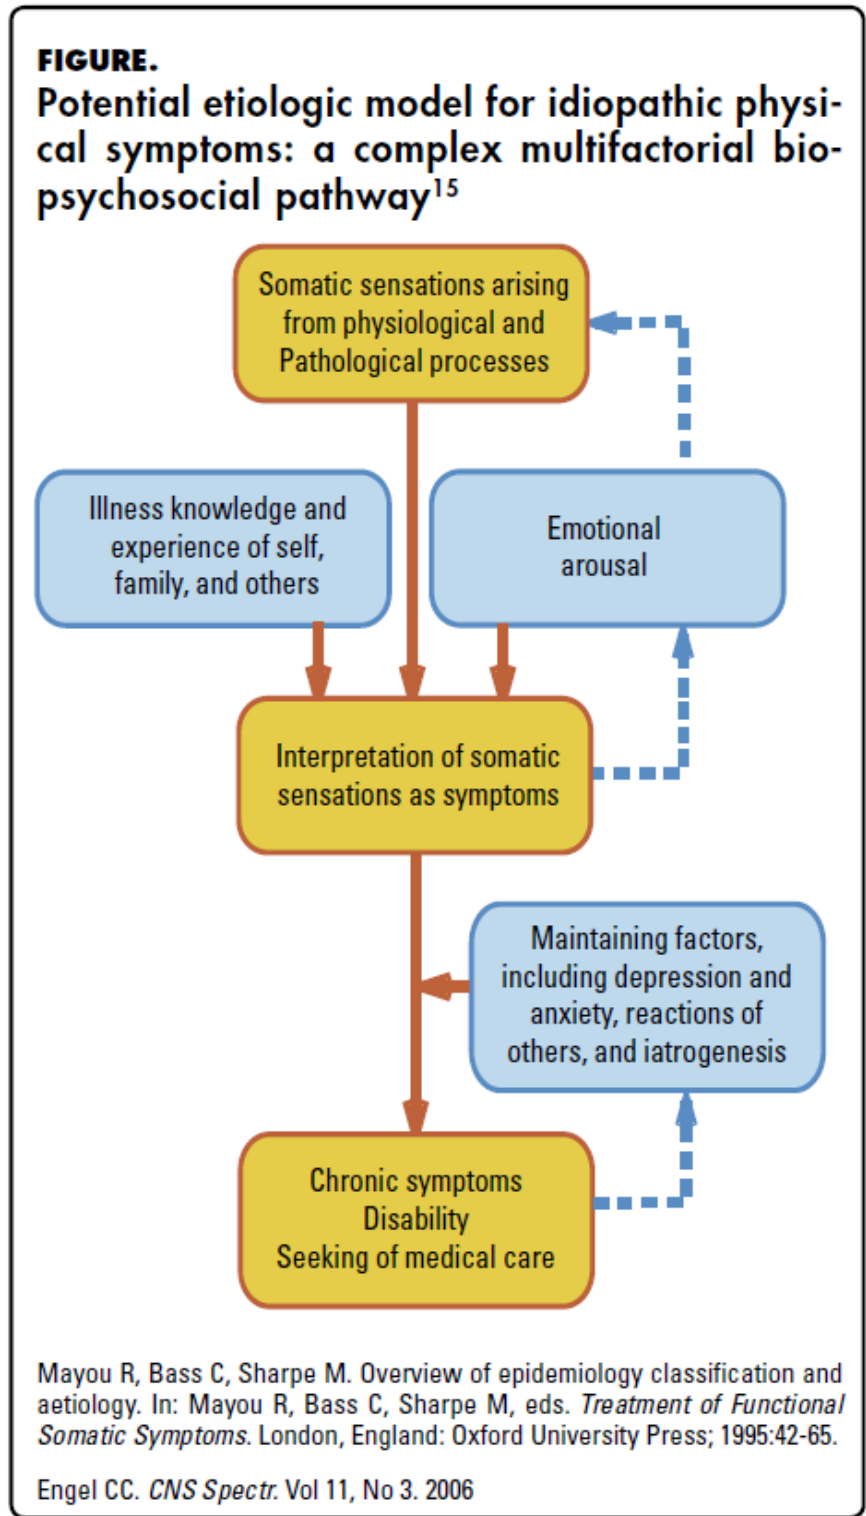 FIGURE.
Potential etiologic model for idiopathic physi-
cal symptoms: a complex multifactorial bio-
psychosocial pathway¹⁵
Somatic sensations arising
from physiological and
Pathological processes
Illness knowledge and
experience of self,
family, and others
Emotional
arousal
Interpretation of somatic
sensations as symptoms
Maintaining factors,
including depression and
anxiety, reactions of
others, and iatrogenesis
Chronic symptoms
Disability
Seeking of medical care
Mayou R, Bass C, Sharpe M. Overview of epidemiology classification and
aetiology. In: Mayou R, Bass C, Sharpe M, eds. Treatment of Functional
Somatic Symptoms. London, England: Oxford University Press; 1995:42-65.
Engel CC. CNS Spectr. Vol 11, No 3. 2006